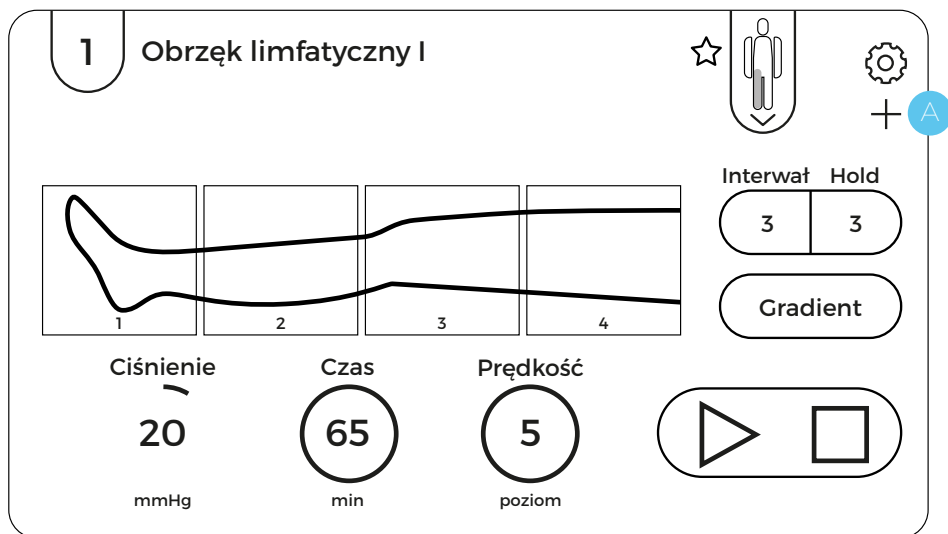 1
Obrzęk limfatyczny I
A
Interwał Hold
3 3
Gradient
1 2 3 4
Ciśnienie Czas Prędkość
20 65 5
mmHg min poziom